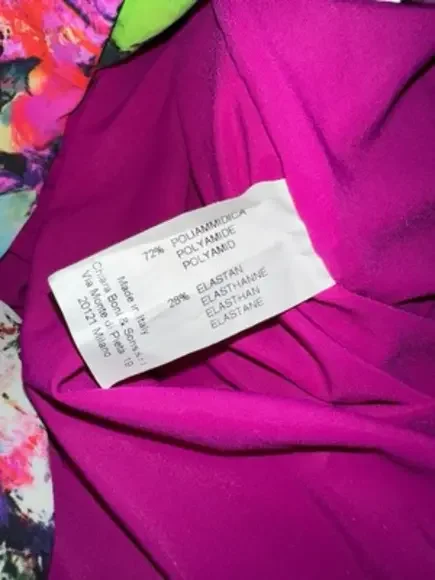 72% POLIAMMIDICA
POLYAMIDE
POLYAMID
28% ELASTAN
ELASTHANNE
ELASTHAN
ELASTANE
Made in Italy
Chiara Boni & Sons s.r.l
Via Monte di Pieta 19
20121 Milano